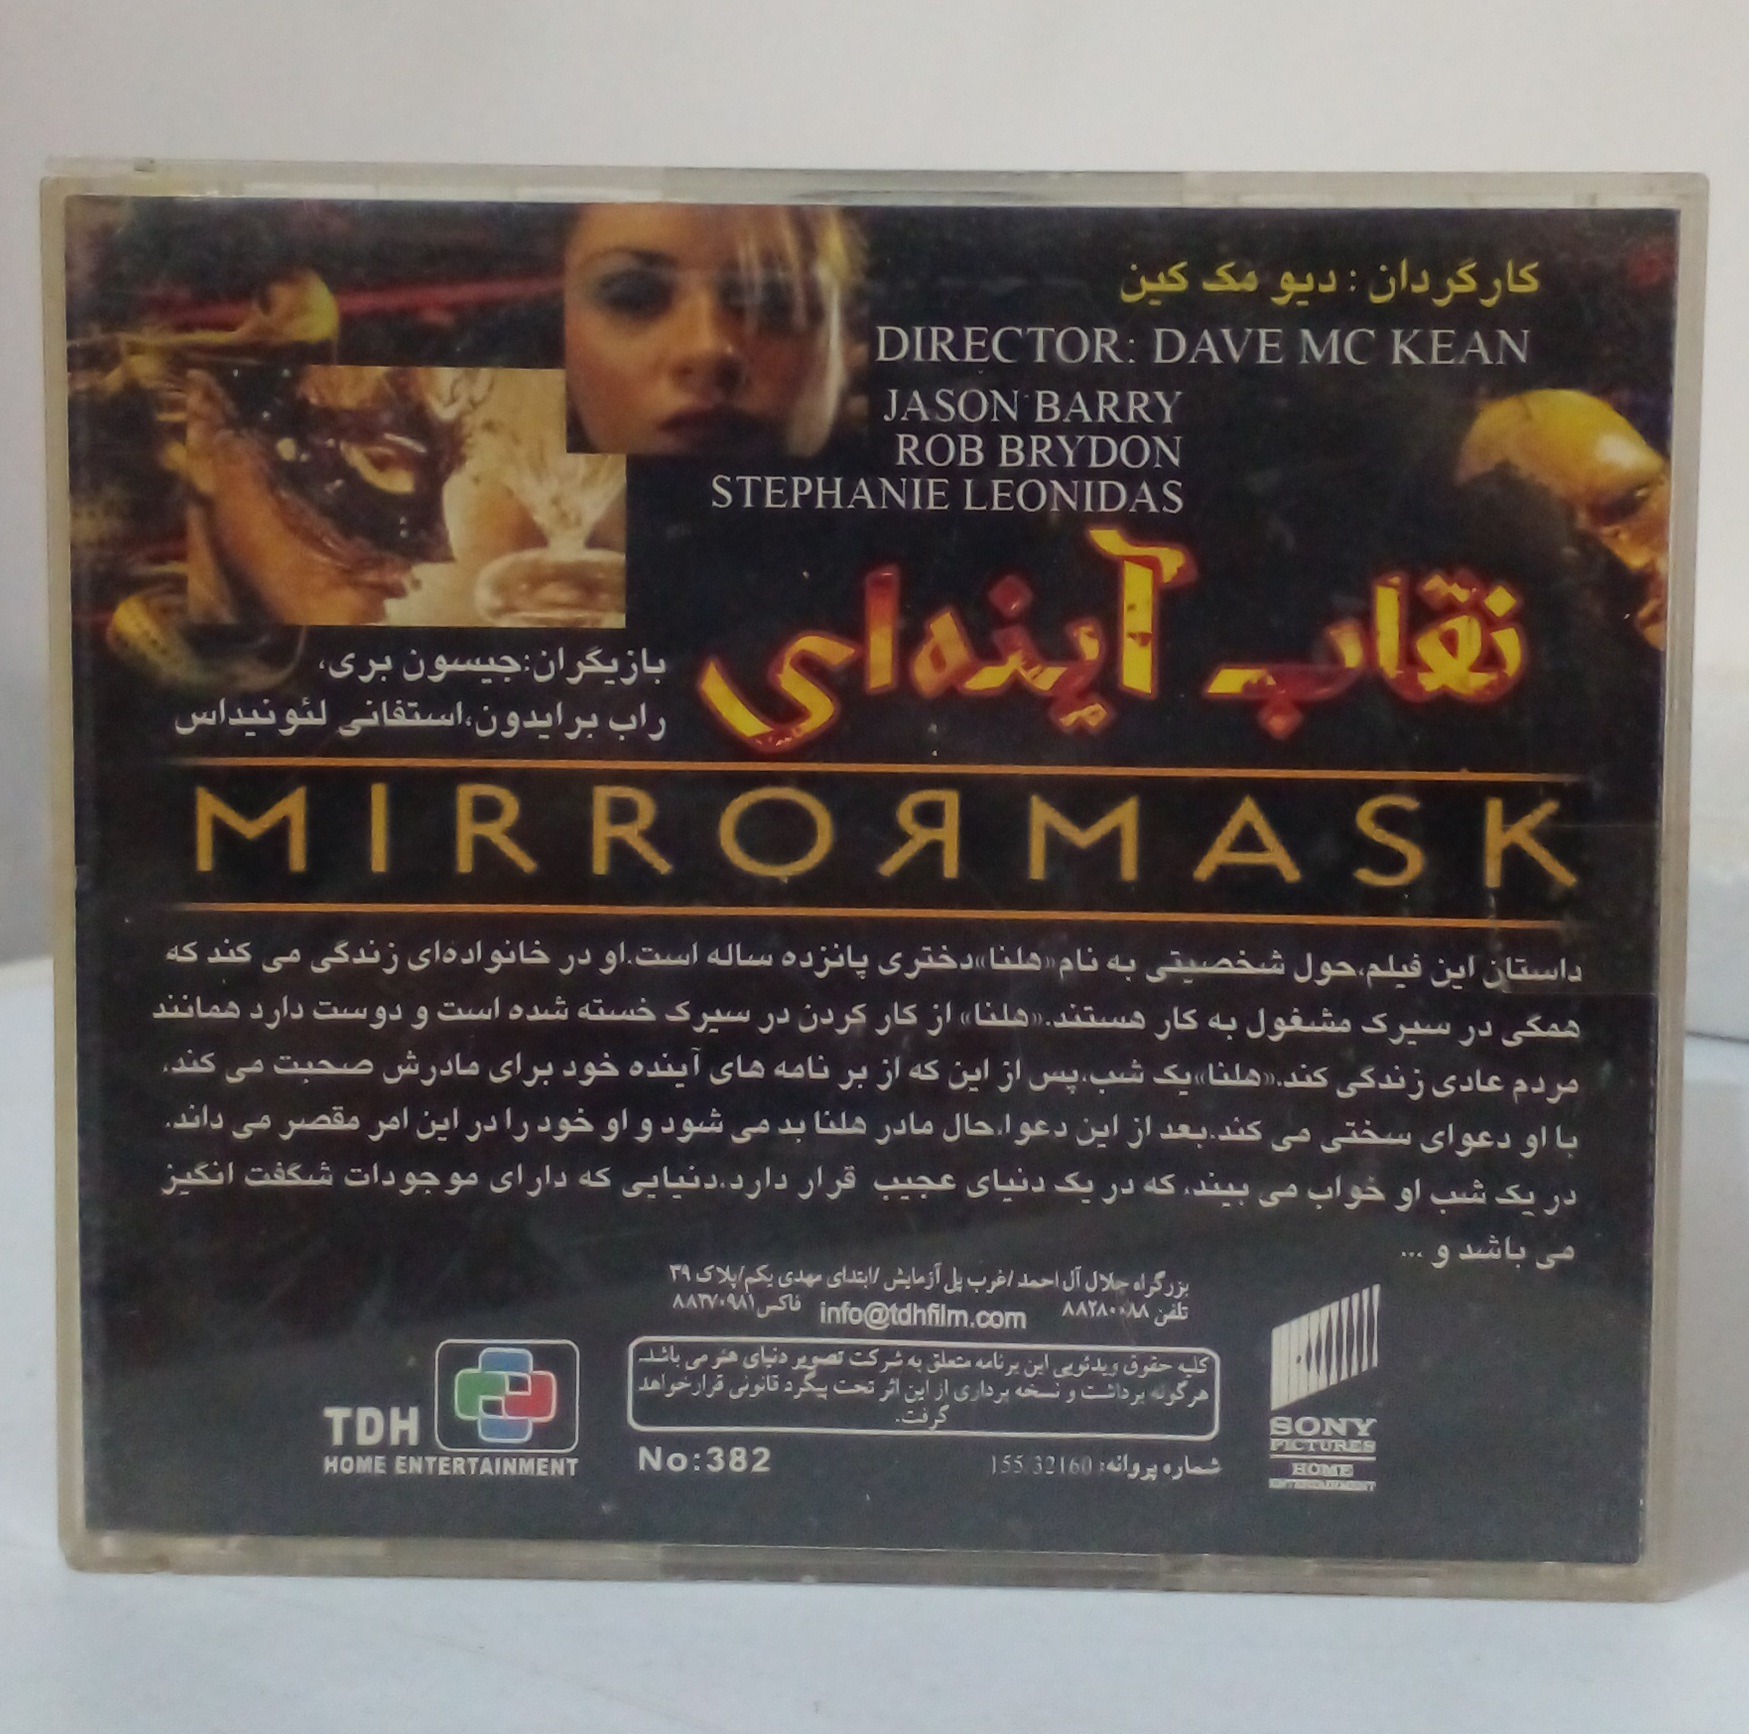 کارگردان : دیو مک کین
DIRECTOR: DAVE MC KEAN
JASON BARRY
ROB BRYDON
STEPHANIE LEONIDAS
نقاب آینه‌ای
بازیگران:جیسون بری،
راب برایدون،استفانی لئونیداس
MIRRORMASK
داستان این فیلم،حول شخصیتی به نام«هلنا»دختری پانزده ساله است.او در خانواده‌ای زندگی می کند که
همگی در سیرک مشغول به کار هستند.«هلنا» از کار کردن در سیرک خسته شده است و دوست دارد همانند
مردم عادی زندگی کند.«هلنا»یک شب،پس از این که از بر نامه های آینده خود برای مادرش صحبت می کند،
با او دعوای سختی می کند.بعد از این دعوا،حال مادر هلنا بد می شود و او خود را در این امر مقصر می داند.
در یک شب او خواب می بیند، که در یک دنیای عجیب قرار دارد،دنیایی که دارای موجودات شگفت انگیز
می باشد و ...
بزرگراه جلال آل احمد /غرب پل آزمایش /ابتدای مهدی یکم/پلاک ۳۹
تلفن ۸۸۲۸۰۰۸۸ info@tdhfilm.com فاکس۸۸۲۷۰۹۸۱
کلیه حقوق ویدئویی این برنامه متعلق به شرکت تصویر دنیای هنر می باشد.
هرگونه برداشت و نسخه برداری از این اثر تحت پیگرد قانونی قرارخواهد
گرفت.
TDH
HOME ENTERTAINMENT
No:382
شماره پروانه: 155/32160
SONY
PICTURES
HOME
ENTERTAINMENT